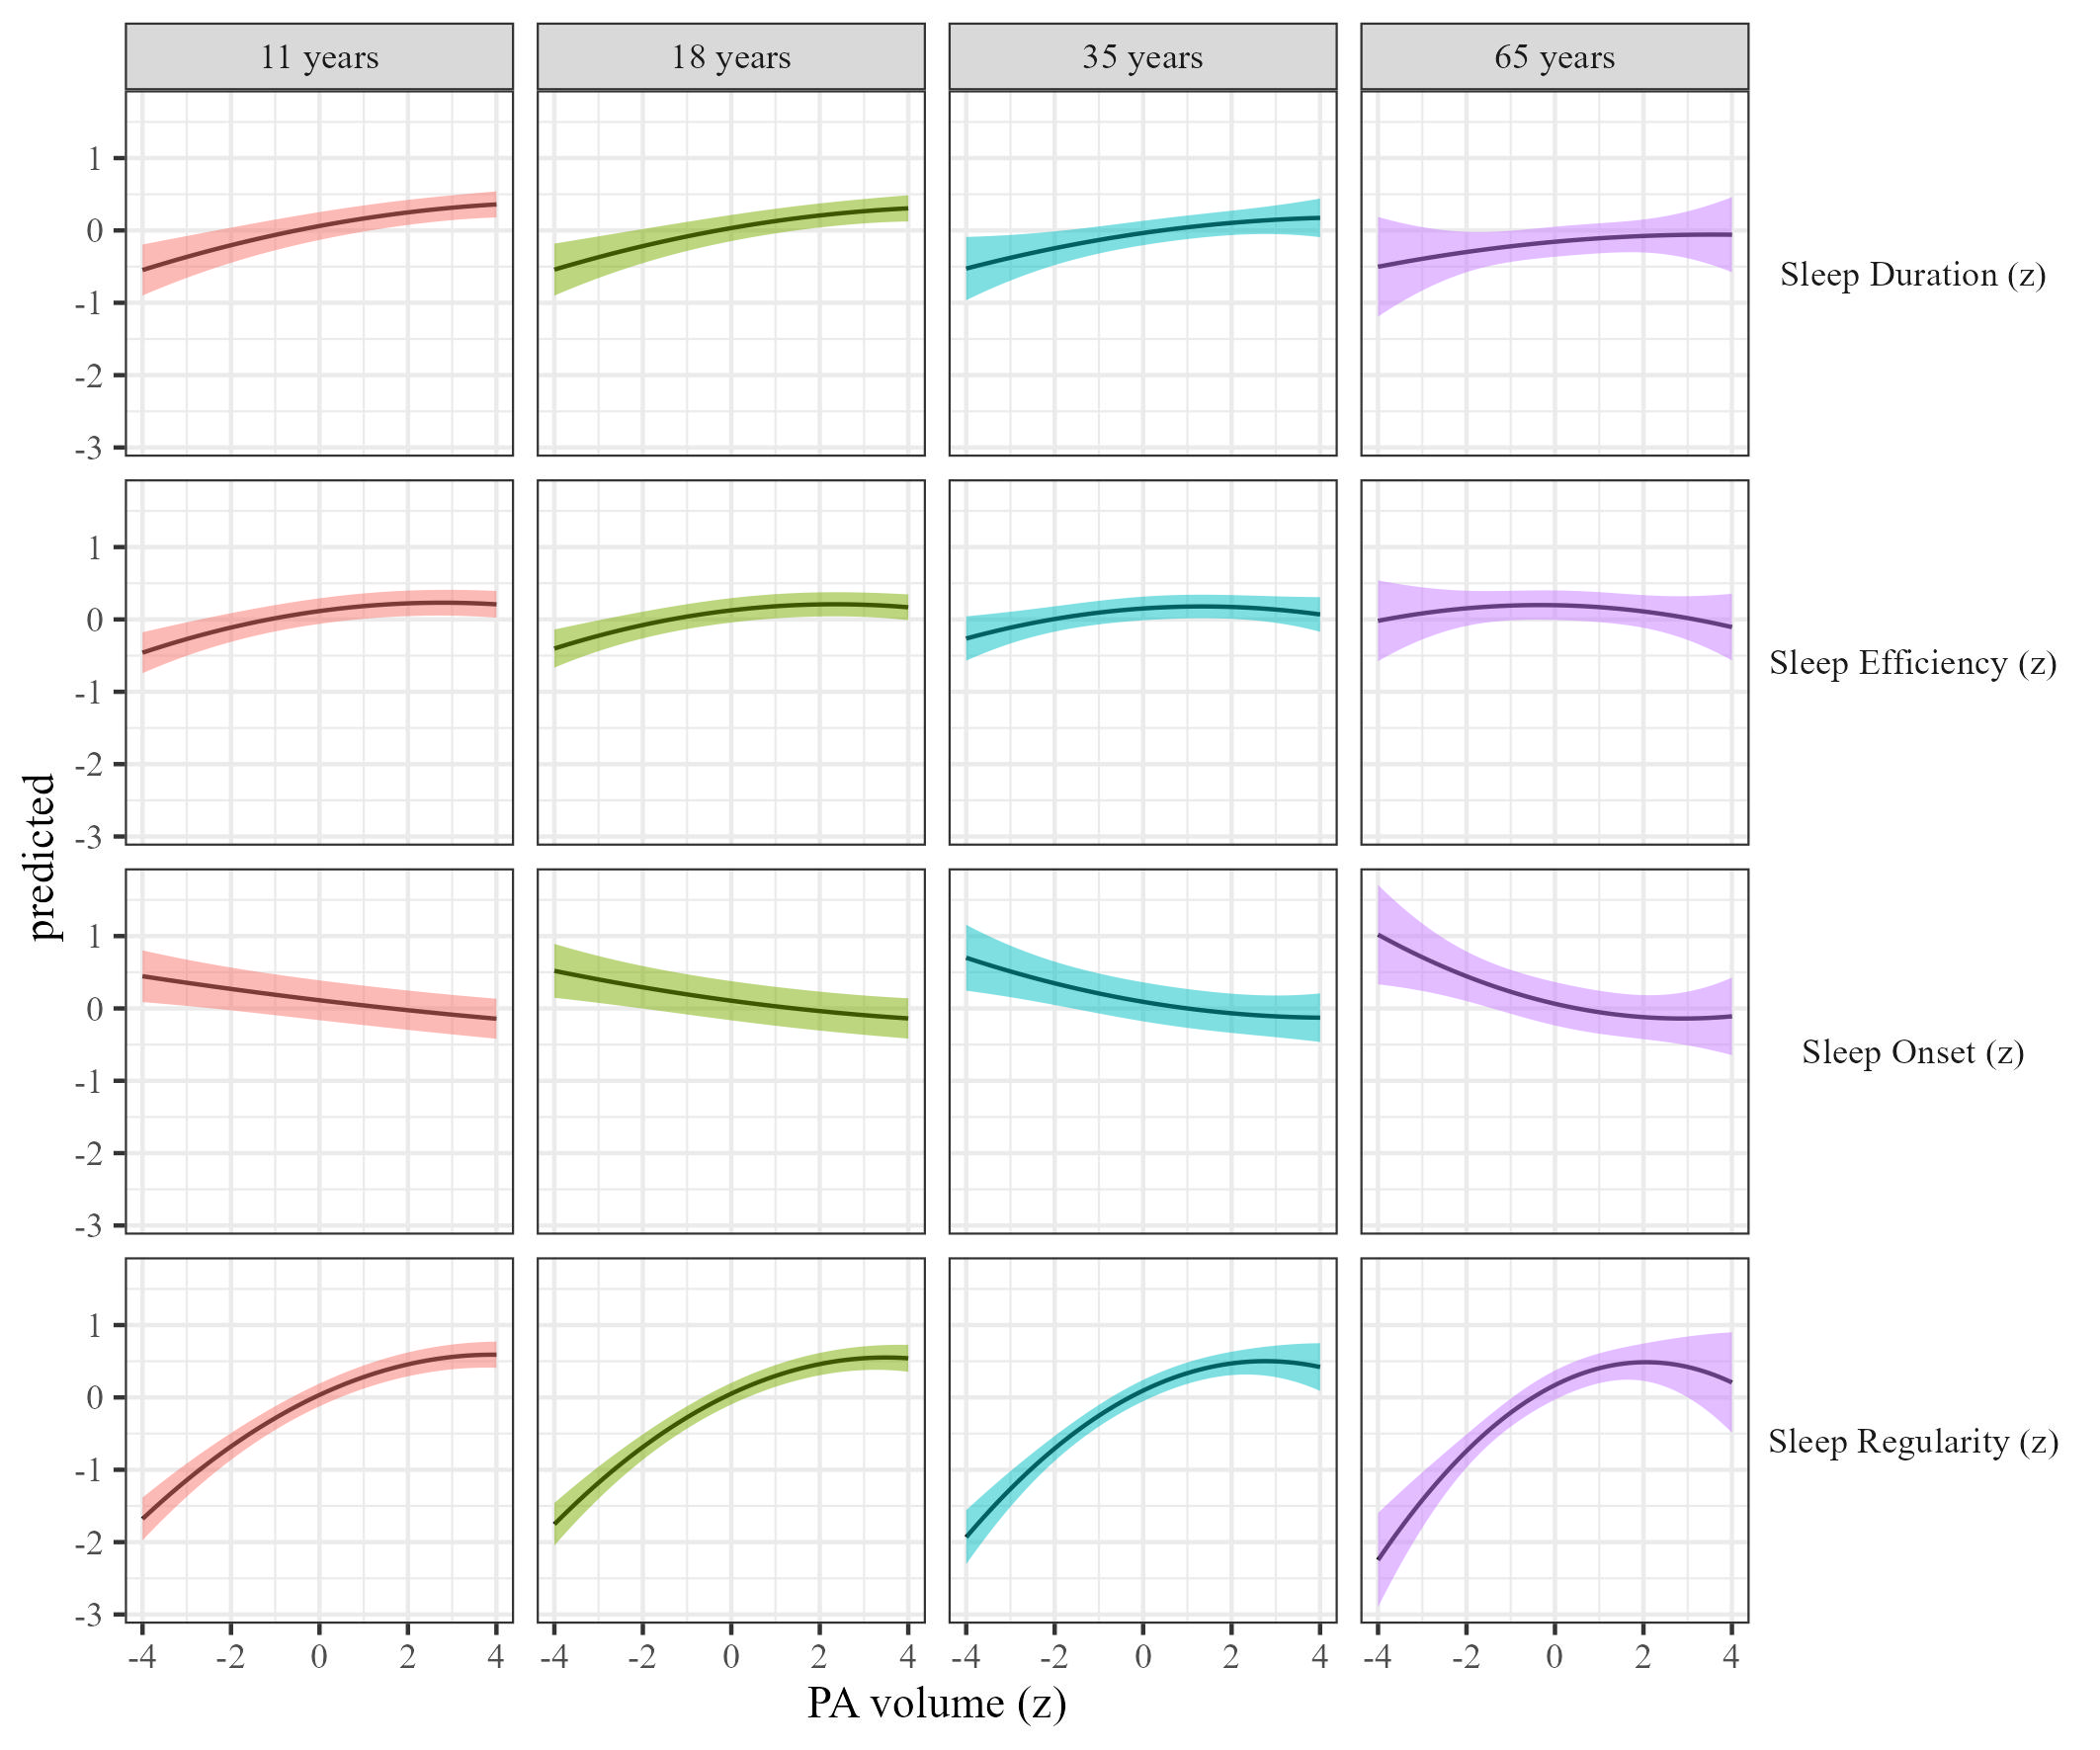 11 years 18 years 35 years 65 years
1
0
-1
-2
-3
Sleep Duration (z)
1
0
-1
-2
-3
Sleep Efficiency (z)
predicted
1
0
-1
-2
-3
Sleep Onset (z)
1
0
-1
-2
-3
Sleep Regularity (z)
-4 -2 0 2 4 -4 -2 0 2 4 -4 -2 0 2 4 -4 -2 0 2 4
PA volume (z)